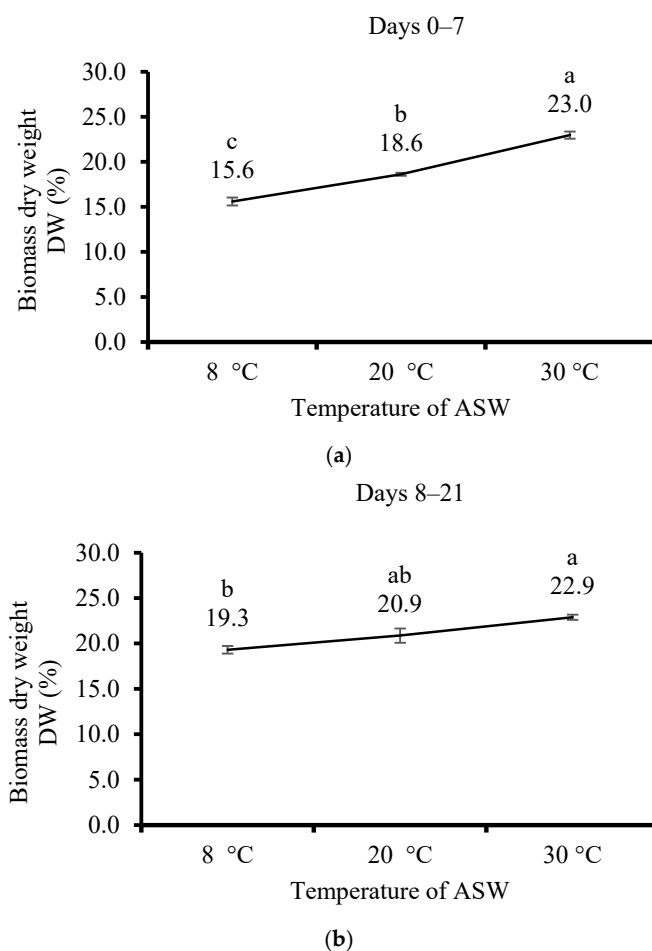 Days 0–7
Biomass dry weight
DW (%)
30.0
25.0
20.0
15.0
10.0
5.0
0.0
c
15.6
b
18.6
a
23.0
8 °C
20 °C
30 °C
Temperature of ASW
(a)
Days 8–21
Biomass dry weight
DW (%)
30.0
25.0
20.0
15.0
10.0
5.0
0.0
b
19.3
ab
20.9
a
22.9
8 °C
20 °C
30 °C
Temperature of ASW
(b)